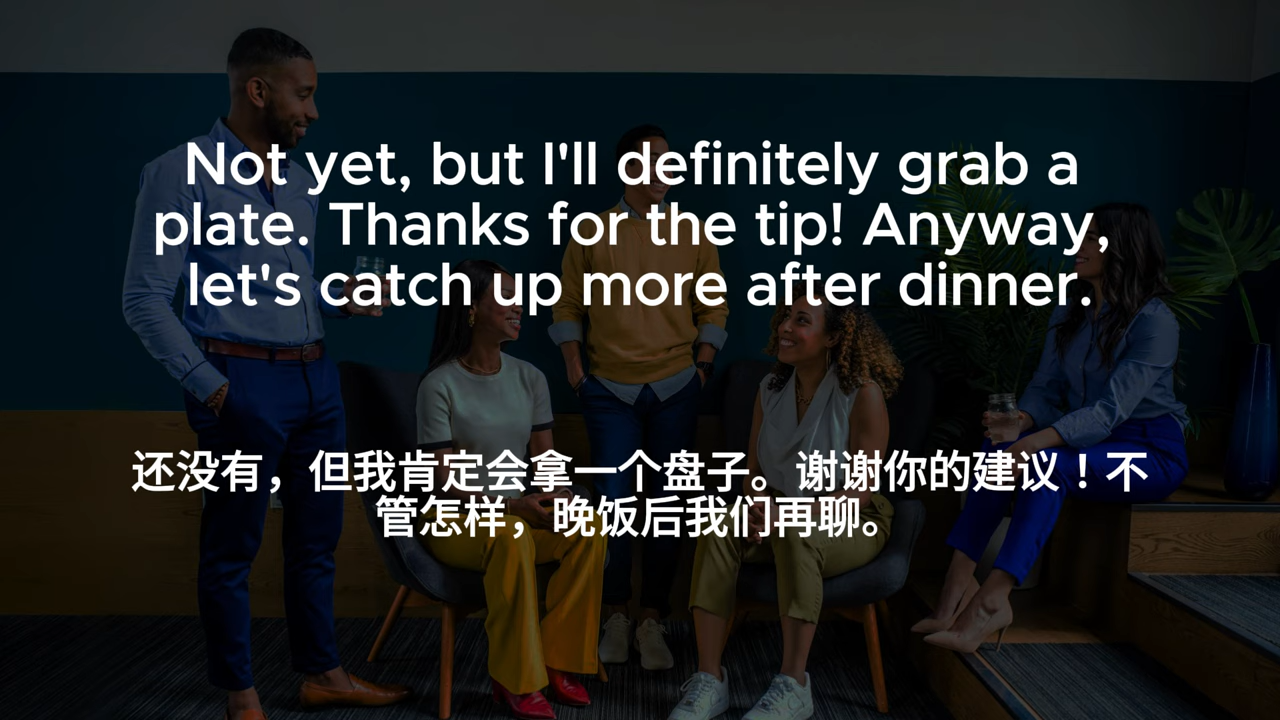 Not yet, but I'll definitely grab a
plate. Thanks for the tip! Anyway,
let's catch up more after dinner.
还没有，但我肯定会拿一个盘子。谢谢你的建议！不
管怎样，晚饭后我们再聊。